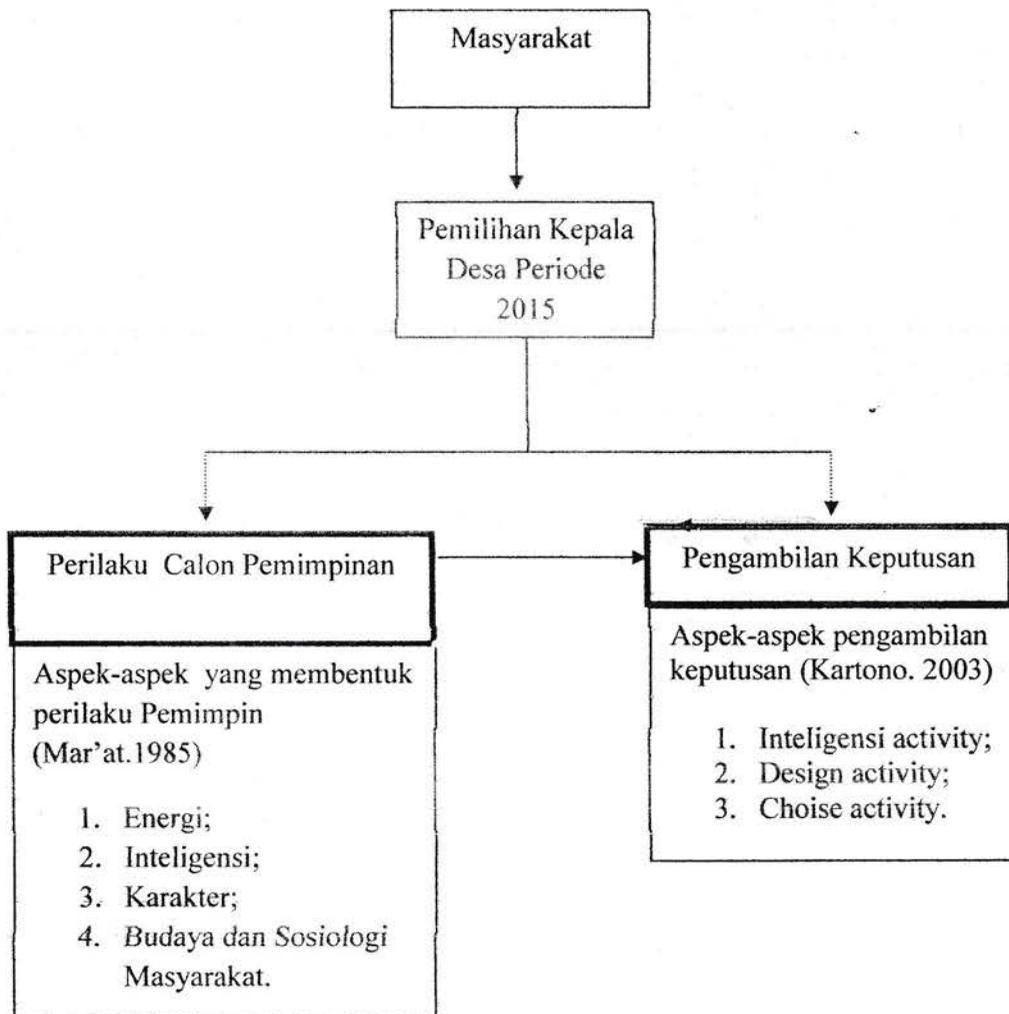 Masyarakat
Pemilihan Kepala
Desa Periode
2015
Perilaku Calon Pemimpinan
Aspek-aspek yang membentuk
perilaku Pemimpin
(Mar'at.1985)
1. Energi;
2. Inteligensi;
3. Karakter;
4. Budaya dan Sosiologi
Masyarakat.
Pengambilan Keputusan
Aspek-aspek pengambilan
keputusan (Kartono. 2003)
1. Inteligensi activity;
2. Design activity;
3. Choise activity.